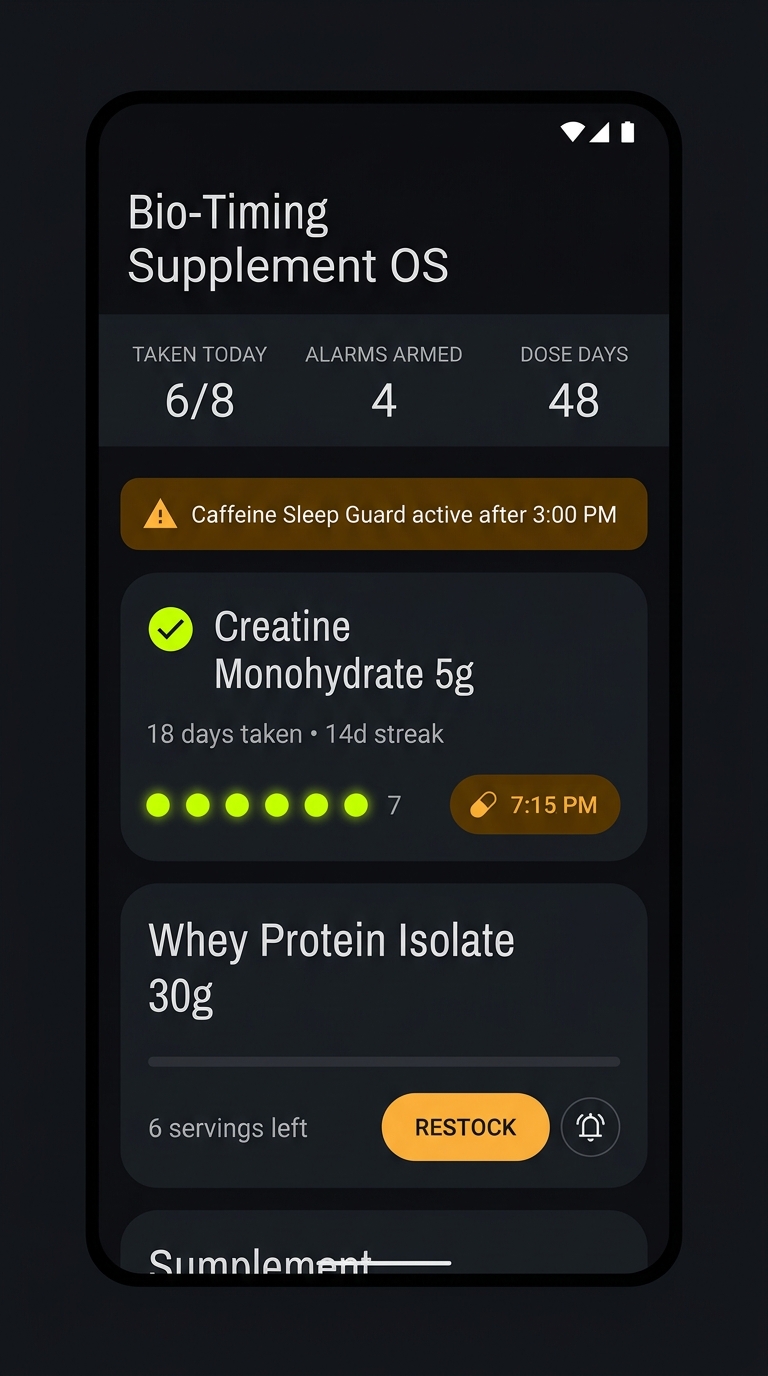 Bio-Timing
Supplement OS
TAKEN TODAY ALARMS ARMED DOSE DAYS
6/8 4 48
Caffeine Sleep Guard active after 3:00 PM
Creatine
Monohydrate 5g
18 days taken • 14d streak
7 7:15 PM
Whey Protein Isolate
30g
6 servings left RESTOCK
Sumplement